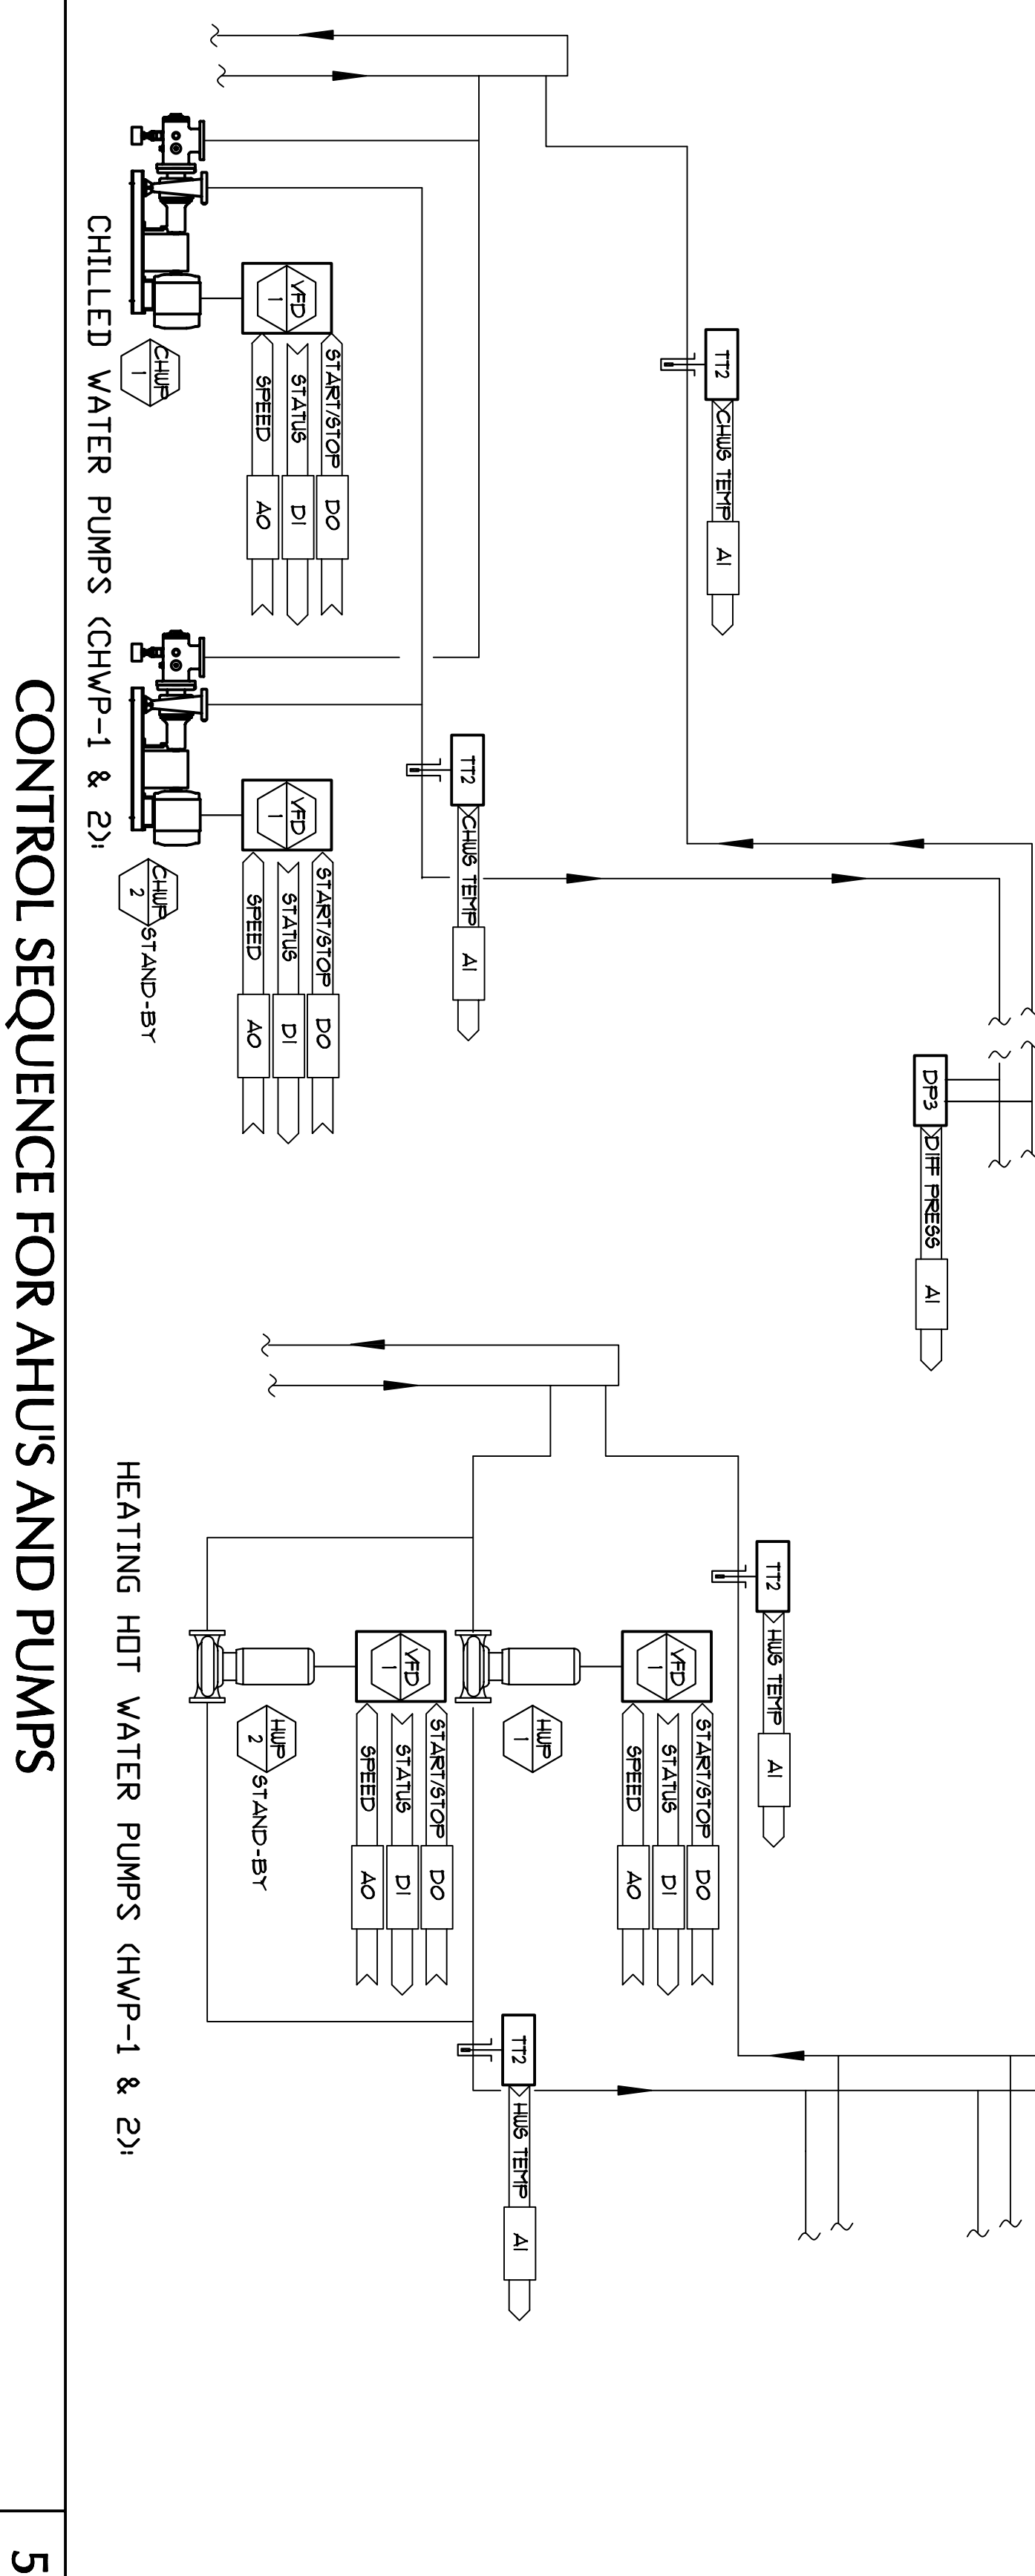 DP3 DIFF PRESS AI
TT2 CHWS TEMP AI
TT2 HWS TEMP AI
TT2 CHWS TEMP AI
TT2 HWS TEMP AI
VFD
1
START/STOP DO
STATUS DI
SPEED AO
HWP
1
VFD
1
START/STOP DO
STATUS DI
SPEED AO
VFD
1
START/STOP DO
STATUS DI
SPEED AO
VFD
1
START/STOP DO
STATUS DI
SPEED AO
HWP
2
STAND-BY
CHWP
1
CHWP
2
STAND-BY
CHILLED WATER PUMPS (CHWP-1 & 2):
HEATING HOT WATER PUMPS (HWP-1 & 2):
CONTROL SEQUENCE FOR AHU'S AND PUMPS
5